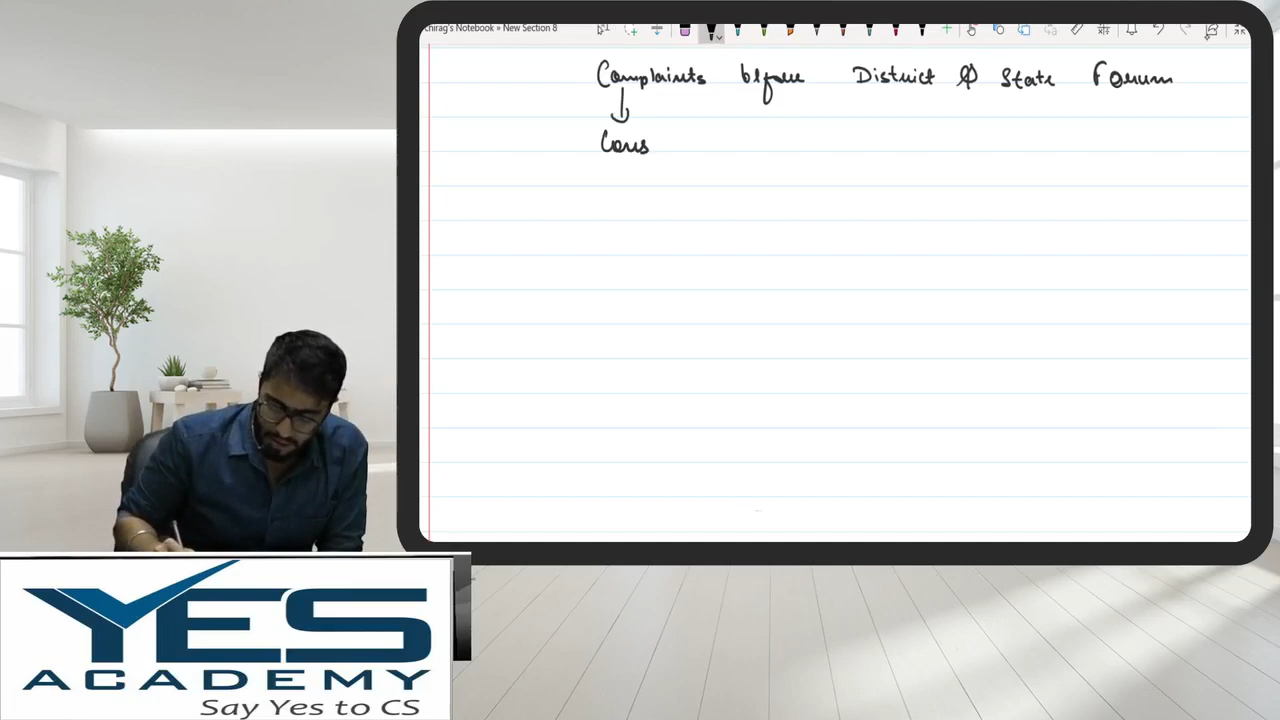 chirag's Notebook » New Section 8
Complaints before District & State Forum
Cons
YES
ACADEMY
Say Yes to CS